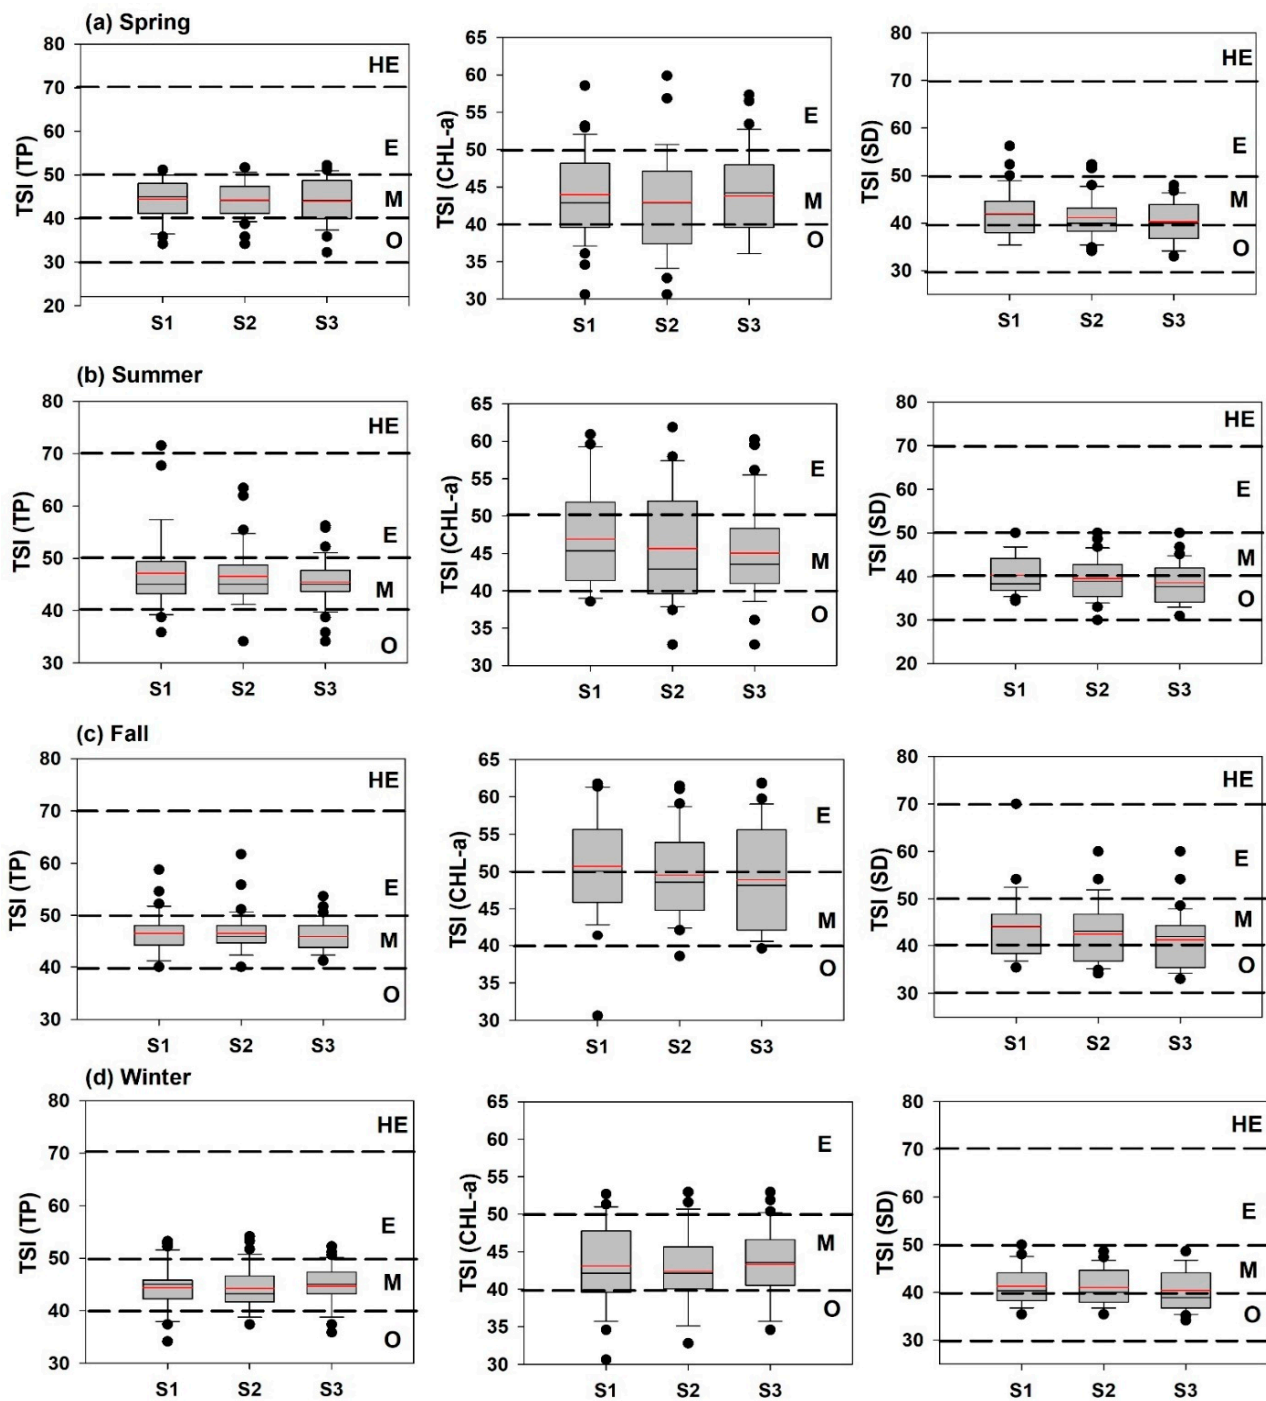 (a) Spring
TSI (TP)
80
70
60
50
40
30
20
HE
E
M
O
S1 S2 S3
TSI (CHL-a)
65
60
55
50
45
40
35
30
E
M
O
S1 S2 S3
TSI (SD)
80
70
60
50
40
30
HE
E
M
O
S1 S2 S3
(b) Summer
TSI (TP)
80
70
60
50
40
30
HE
E
M
O
S1 S2 S3
TSI (CHL-a)
65
60
55
50
45
40
35
30
E
M
O
S1 S2 S3
TSI (SD)
80
70
60
50
40
30
20
HE
E
M
O
S1 S2 S3
(c) Fall
TSI (TP)
80
70
60
50
40
30
HE
E
M
O
S1 S2 S3
TSI (CHL-a)
65
60
55
50
45
40
35
30
E
M
O
S1 S2 S3
TSI (SD)
80
70
60
50
40
30
HE
E
M
O
S1 S2 S3
(d) Winter
TSI (TP)
80
70
60
50
40
30
HE
E
M
O
S1 S2 S3
TSI (CHL-a)
65
60
55
50
45
40
35
30
E
M
O
S1 S2 S3
TSI (SD)
80
70
60
50
40
30
HE
E
M
O
S1 S2 S3